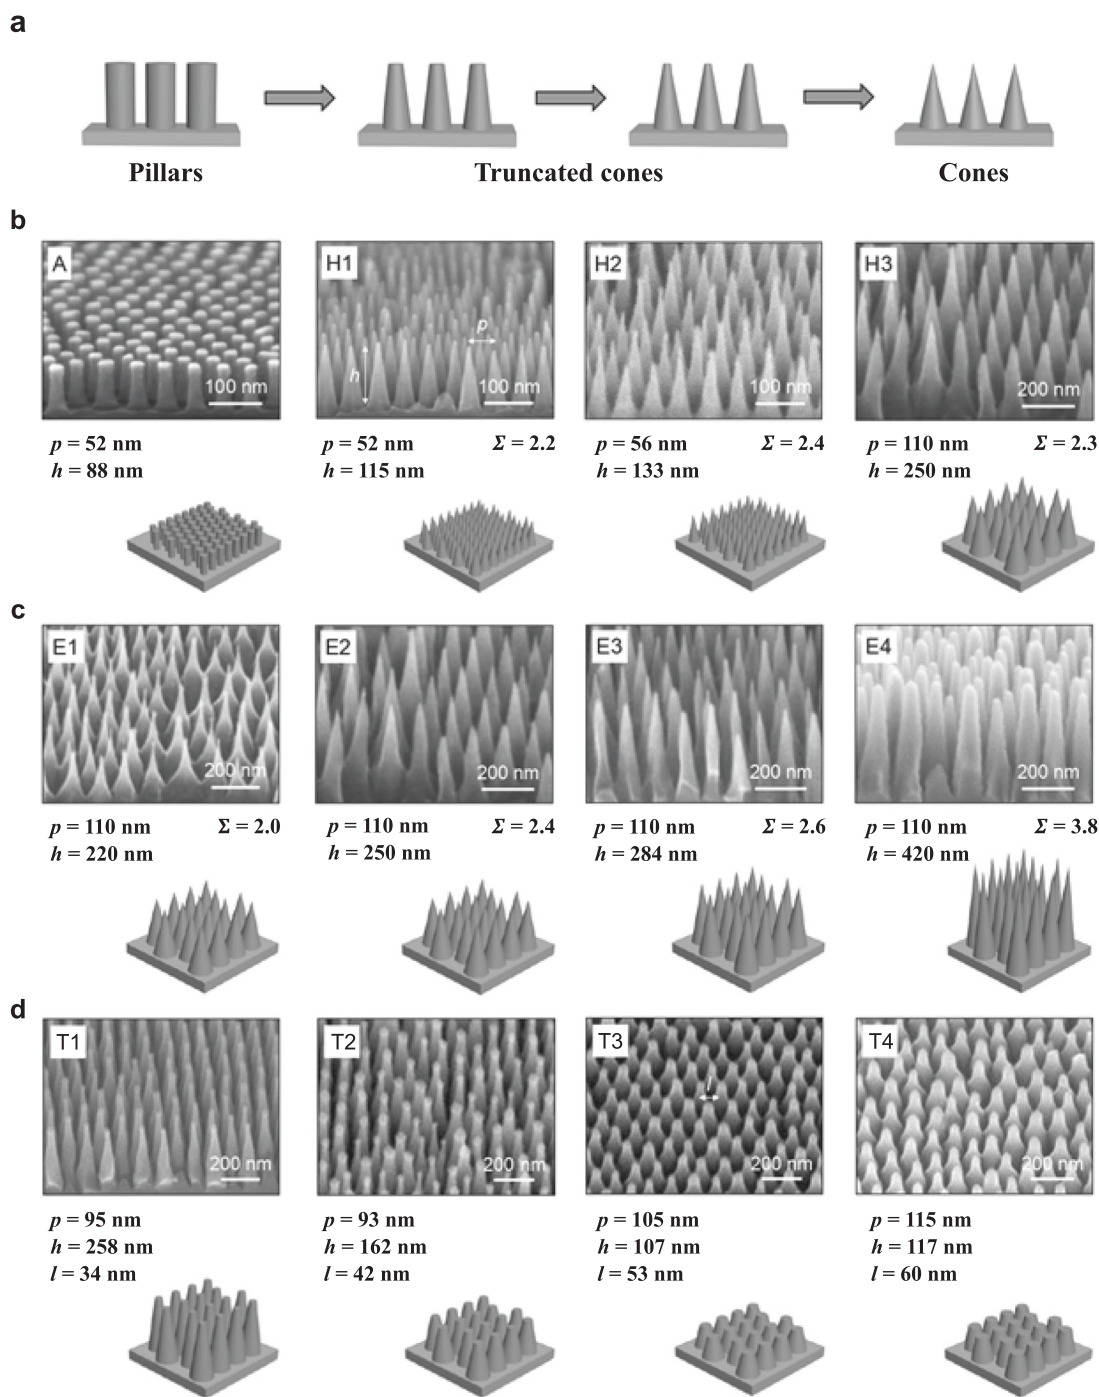 a
Pillars
Truncated cones
Cones
b
A
100 nm
H1
p
h
100 nm
H2
100 nm
H3
200 nm
p = 52 nm
h = 88 nm
p = 52 nm Σ = 2.2
h = 115 nm
p = 56 nm Σ = 2.4
h = 133 nm
p = 110 nm Σ = 2.3
h = 250 nm
c
E1
200 nm
E2
200 nm
E3
200 nm
E4
200 nm
p = 110 nm Σ = 2.0
h = 220 nm
p = 110 nm Σ = 2.4
h = 250 nm
p = 110 nm Σ = 2.6
h = 284 nm
p = 110 nm Σ = 3.8
h = 420 nm
d
T1
200 nm
T2
200 nm
T3
l
200 nm
T4
200 nm
p = 95 nm
h = 258 nm
l = 34 nm
p = 93 nm
h = 162 nm
l = 42 nm
p = 105 nm
h = 107 nm
l = 53 nm
p = 115 nm
h = 117 nm
l = 60 nm